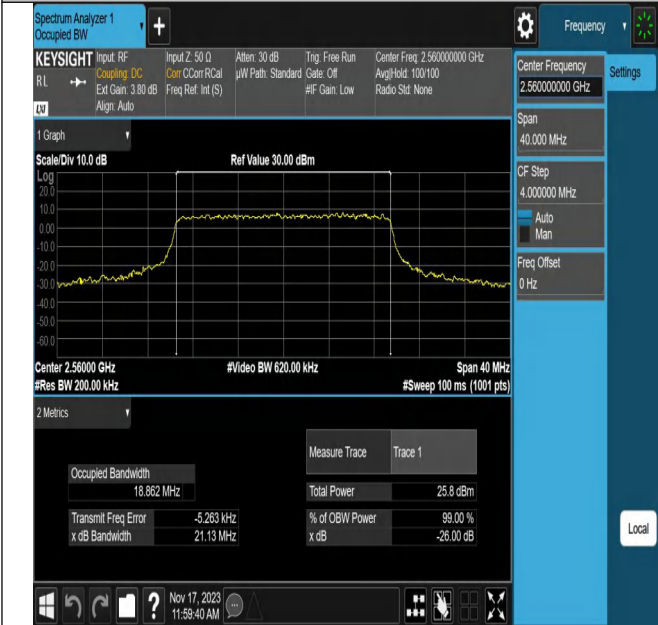 Spectrum Analyzer 1
Occupied BW
+
Frequency
KEYSIGHT
RL
Input: RF
Coupling: DC
Ext Gain: 3.80 dB
Align: Auto
Input Z: 50 Ω
Corr CCorr RCal
Freq Ref: Int (S)
Atten: 30 dB
µW Path: Standard
Trig: Free Run
Gate: Off
#IF Gain: Low
Center Freq: 2.560000000 GHz
Avg|Hold: 100/100
Radio Std: None
Center Frequency
2.560000000 GHz
Settings
Span
40.000 MHz
CF Step
4.000000 MHz
Auto
Man
Freq Offset
0 Hz
Local
1 Graph
Scale/Div 10.0 dB
Ref Value 30.00 dBm
Log
20.0
10.0
0.00
-10.0
-20.0
-30.0
-40.0
-50.0
-60.0
Center 2.56000 GHz
#Video BW 620.00 kHz
Span 40 MHz
#Res BW 200.00 kHz
#Sweep 100 ms (1001 pts)
2 Metrics
Measure Trace
Trace 1
Occupied Bandwidth
18.862 MHz
Total Power
25.8 dBm
Transmit Freq Error
-5.263 kHz
% of OBW Power
99.00 %
x dB Bandwidth
21.13 MHz
x dB
-26.00 dB
?
Nov 17, 2023
11:59:40 AM